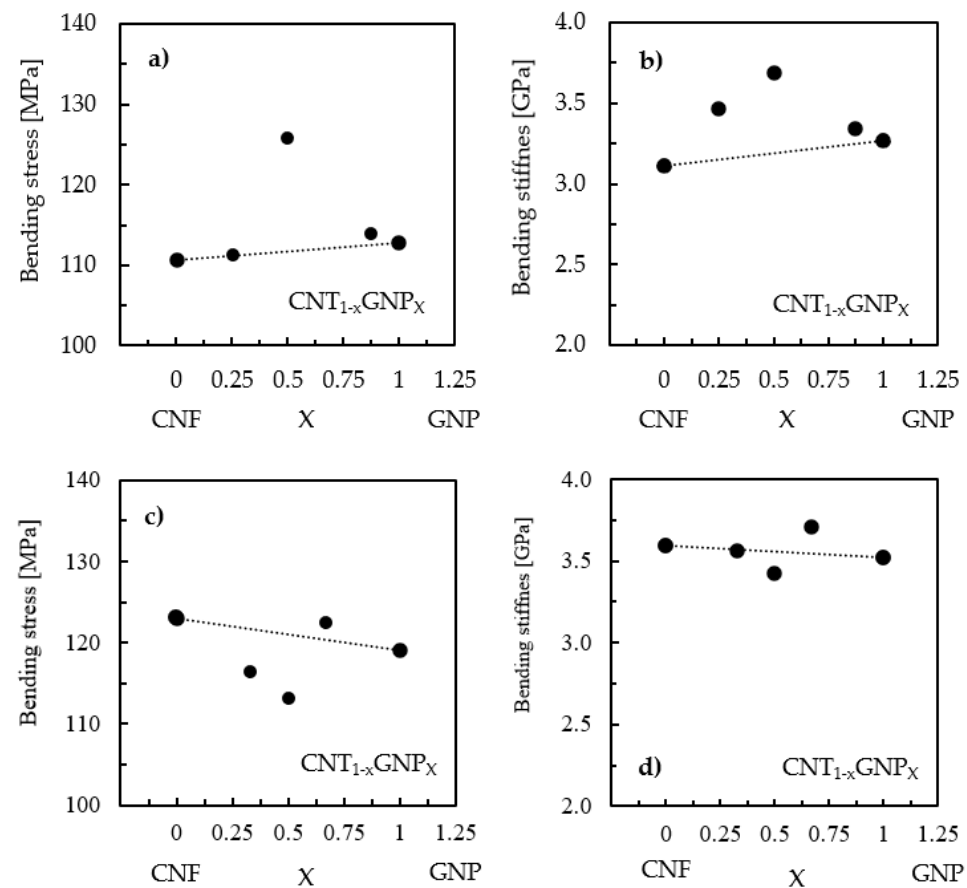 a)
Bending stress [MPa]
140
130
120
110
100
CNT1-xGNPX
0 0.25 0.5 0.75 1 1.25
CNF X GNP
b)
Bending stiffnes [GPa]
4.0
3.5
3.0
2.5
2.0
CNT1-xGNPX
0 0.25 0.5 0.75 1 1.25
CNF X GNP
c)
Bending stress [MPa]
140
130
120
110
100
CNT1-xGNPX
0 0.25 0.5 0.75 1 1.25
CNF X GNP
d)
Bending stiffnes [GPa]
4.0
3.5
3.0
2.5
2.0
CNT1-xGNPX
0 0.25 0.5 0.75 1 1.25
CNF X GNP